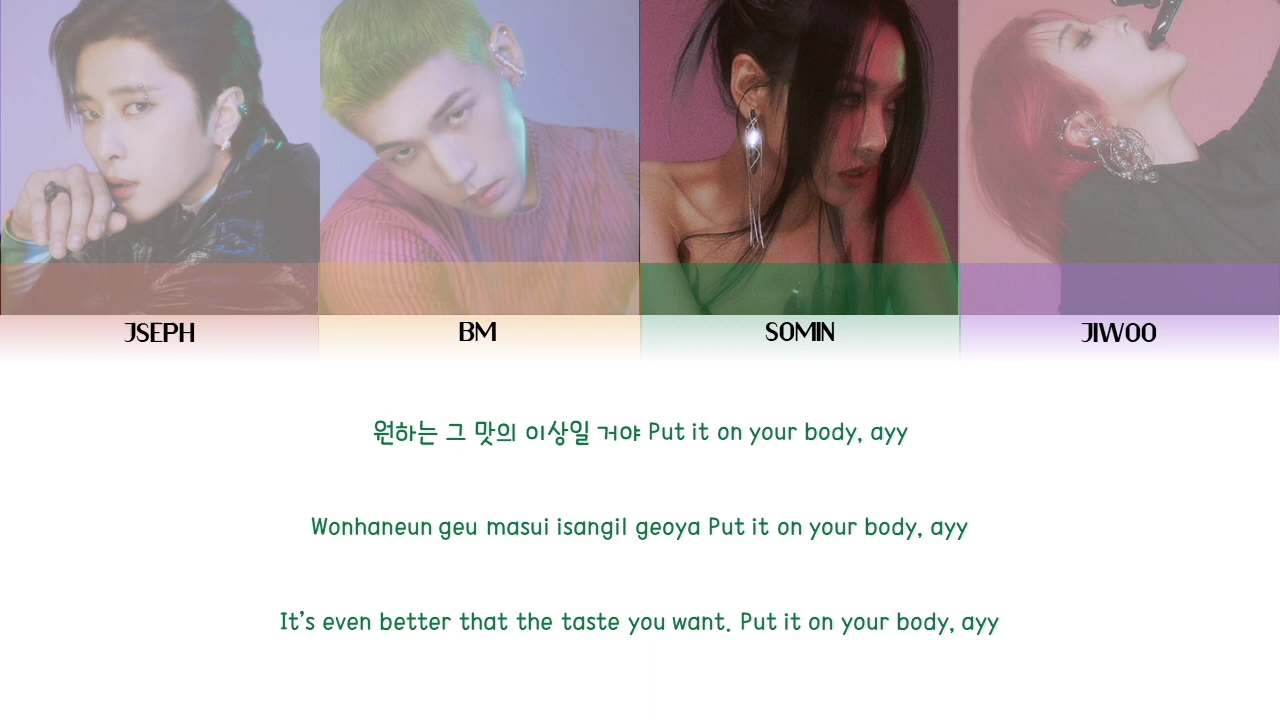 JSEPH
BM
SOMIN
JIWOO
원하는 그 맛의 이상일 거야 Put it on your body, ayy
Wonhaneun geu masui isangil geoya Put it on your body, ayy
It's even better that the taste you want. Put it on your body, ayy